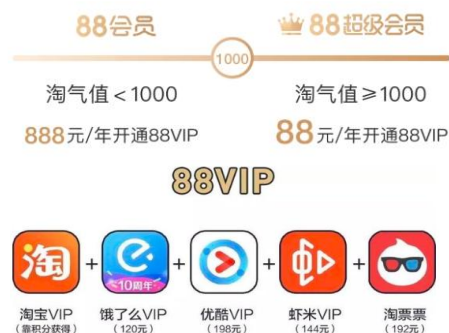 88会员 88超级会员
1000
淘气值<1000 淘气值≥1000
888元/年开通88VIP 88元/年开通88VIP
88VIP
淘 + 10周年 + + +
淘宝VIP 饿了么VIP 优酷VIP 虾米VIP 淘票票
(靠积分获得) (120元) (198元) (144元) (192元)